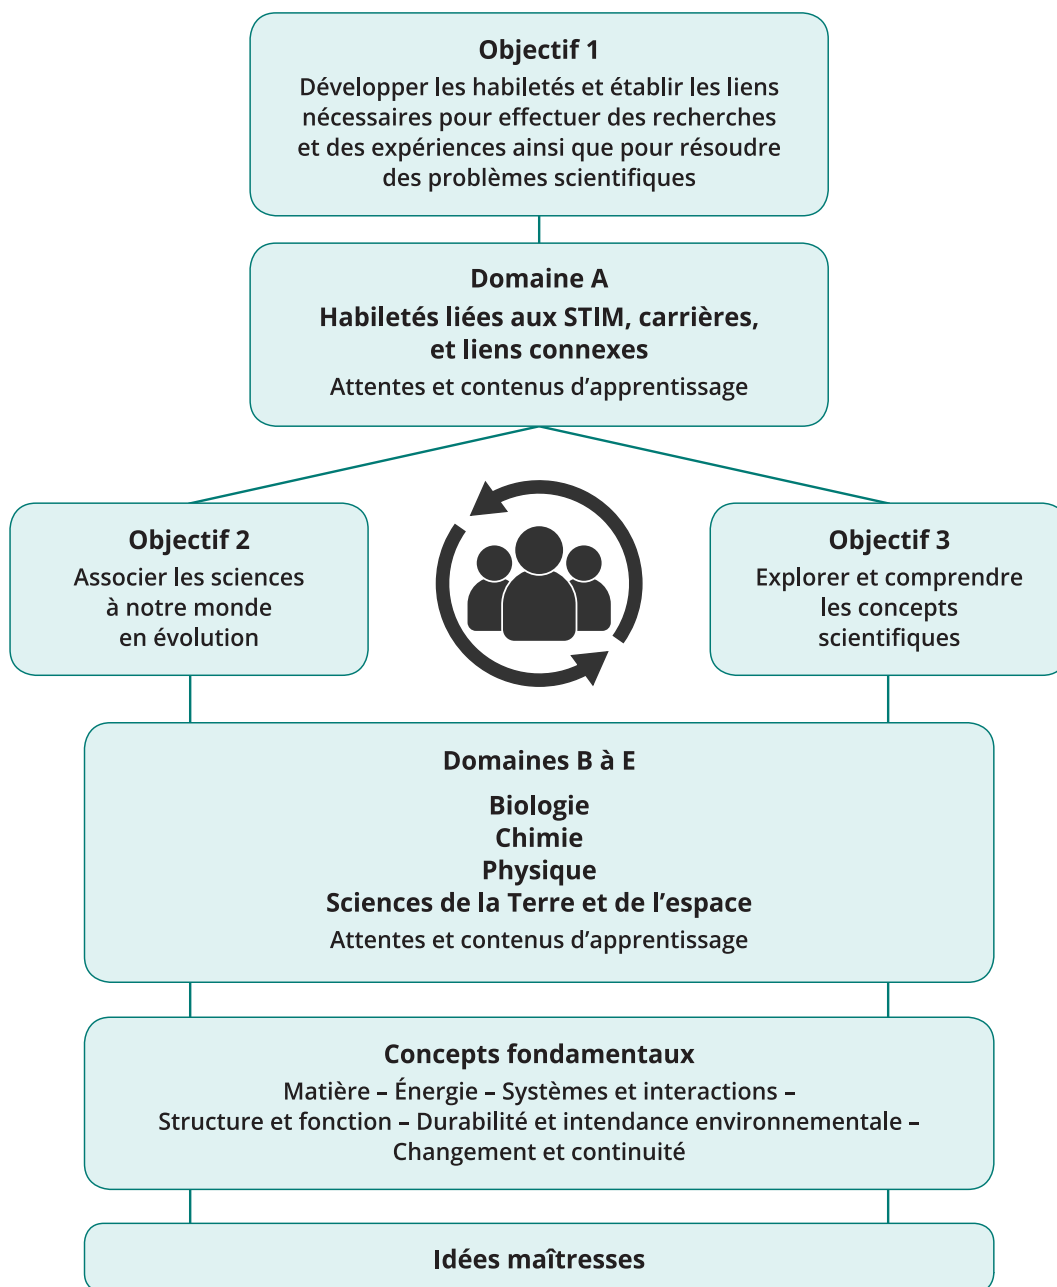 Objectif 1
Développer les habiletés et établir les liens
nécessaires pour effectuer des recherches
et des expériences ainsi que pour résoudre
des problèmes scientifiques
Domaine A
Habiletés liées aux STIM, carrières,
et liens connexes
Attentes et contenus d’apprentissage
Objectif 2
Associer les sciences
à notre monde
en évolution
Objectif 3
Explorer et comprendre
les concepts
scientifiques
Domaines B à E
Biologie
Chimie
Physique
Sciences de la Terre et de l’espace
Attentes et contenus d’apprentissage
Concepts fondamentaux
Matière – Énergie – Systèmes et interactions –
Structure et fonction – Durabilité et intendance environnementale –
Changement et continuité
Idées maîtresses